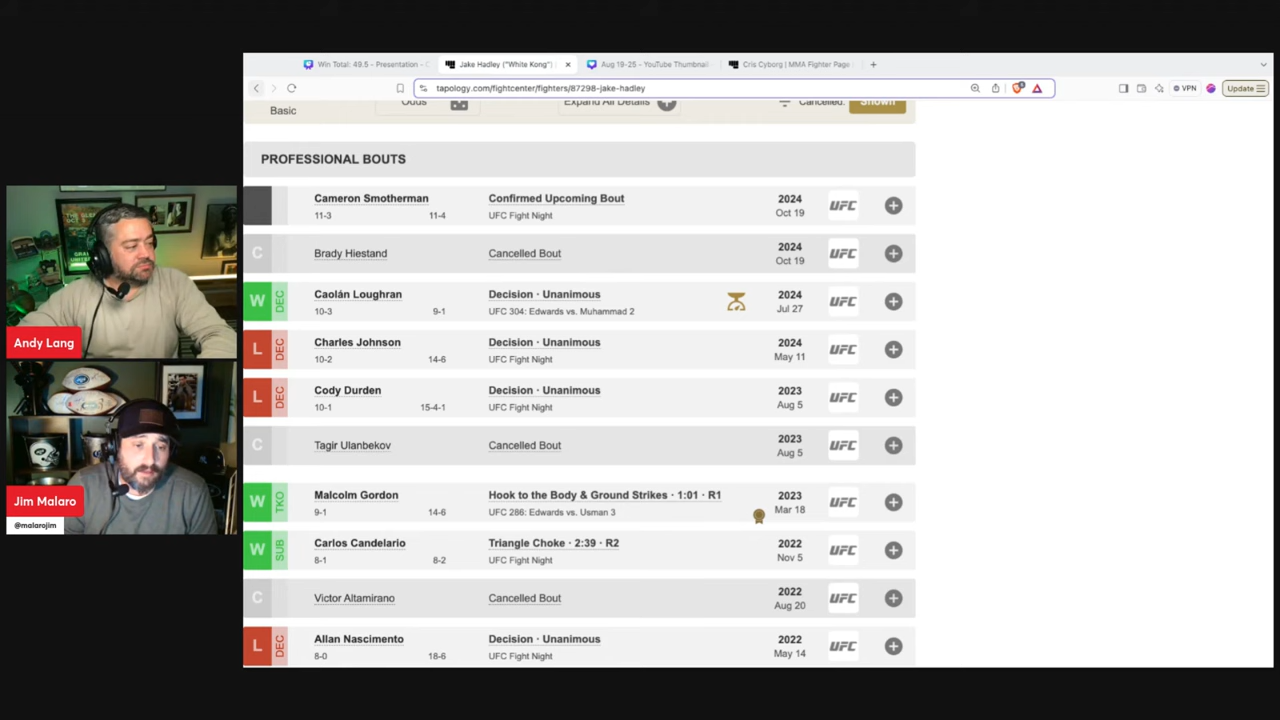 Win Total: 49.5 - Presentation - C
Jake Hadley ("White Kong")
Aug 19-25 - YouTube Thumbnail
Cris Cyborg | MMA Fighter Page
tapology.com/fightcenter/fighters/87298-jake-hadley
VPN
Update
Basic
Odds
Expand All Details
Cancelled:
Shown
PROFESSIONAL BOUTS
Cameron Smotherman Confirmed Upcoming Bout 2024
11-3 11-4 UFC Fight Night Oct 19 UFC
C Brady Hiestand Cancelled Bout 2024
Oct 19 UFC
W DEC Caolán Loughran Decision · Unanimous 2024
10-3 9-1 UFC 304: Edwards vs. Muhammad 2 Jul 27 UFC
L DEC Charles Johnson Decision · Unanimous 2024
10-2 14-6 UFC Fight Night May 11 UFC
L DEC Cody Durden Decision · Unanimous 2023
10-1 15-4-1 UFC Fight Night Aug 5 UFC
C Tagir Ulanbekov Cancelled Bout 2023
Aug 5 UFC
W TKO Malcolm Gordon Hook to the Body & Ground Strikes · 1:01 · R1 2023
9-1 14-6 UFC 286: Edwards vs. Usman 3 Mar 18 UFC
W SUB Carlos Candelario Triangle Choke · 2:39 · R2 2022
8-1 8-2 UFC Fight Night Nov 5 UFC
C Victor Altamirano Cancelled Bout 2022
Aug 20 UFC
L DEC Allan Nascimento Decision · Unanimous 2022
8-0 18-6 UFC Fight Night May 14 UFC
Andy Lang
Jim Malaro
@malarojim